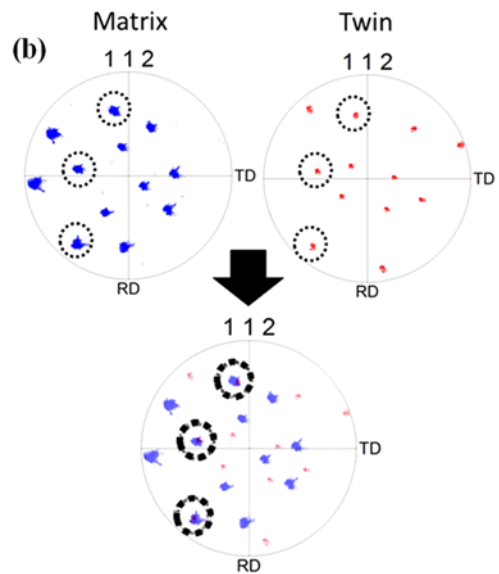 Matrix
Twin
(b)
1 1 2
1 1 2
TD
TD
RD
RD
1 1 2
TD
RD